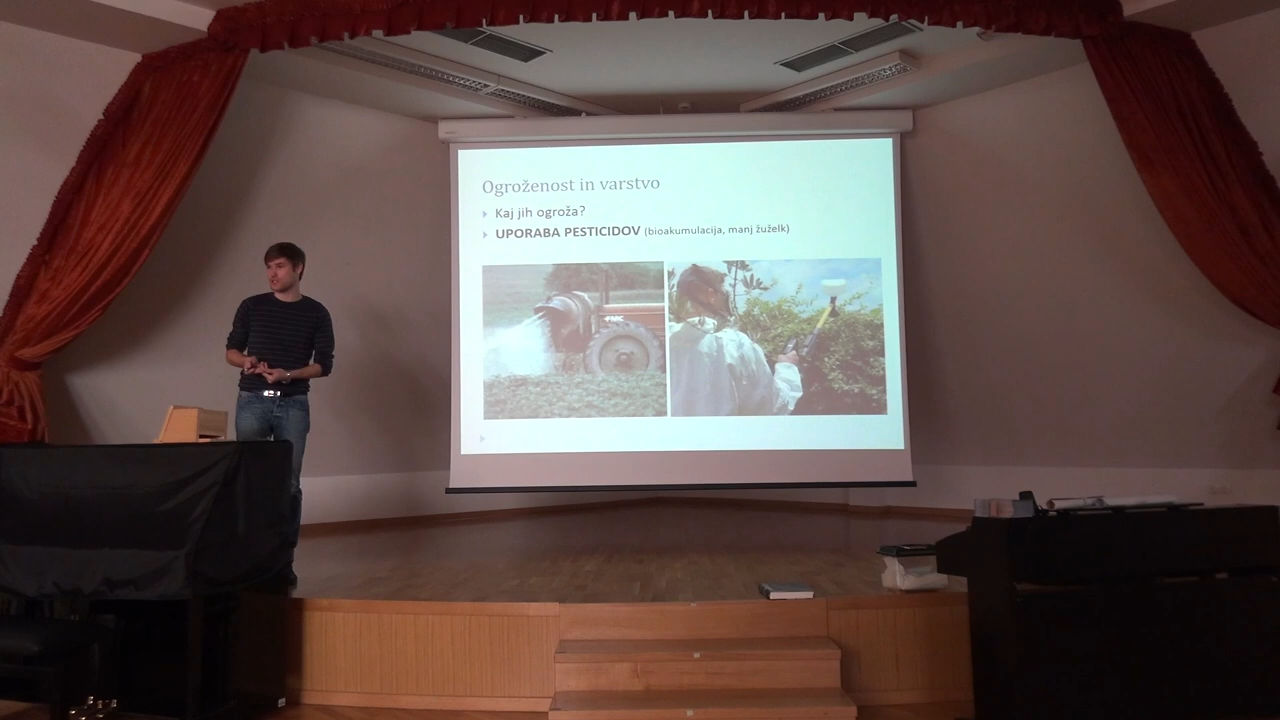 Ogroženost in varstvo
Kaj jih ogroža?
UPORABA PESTICIDOV (bioakumulacija, manj žuželk)